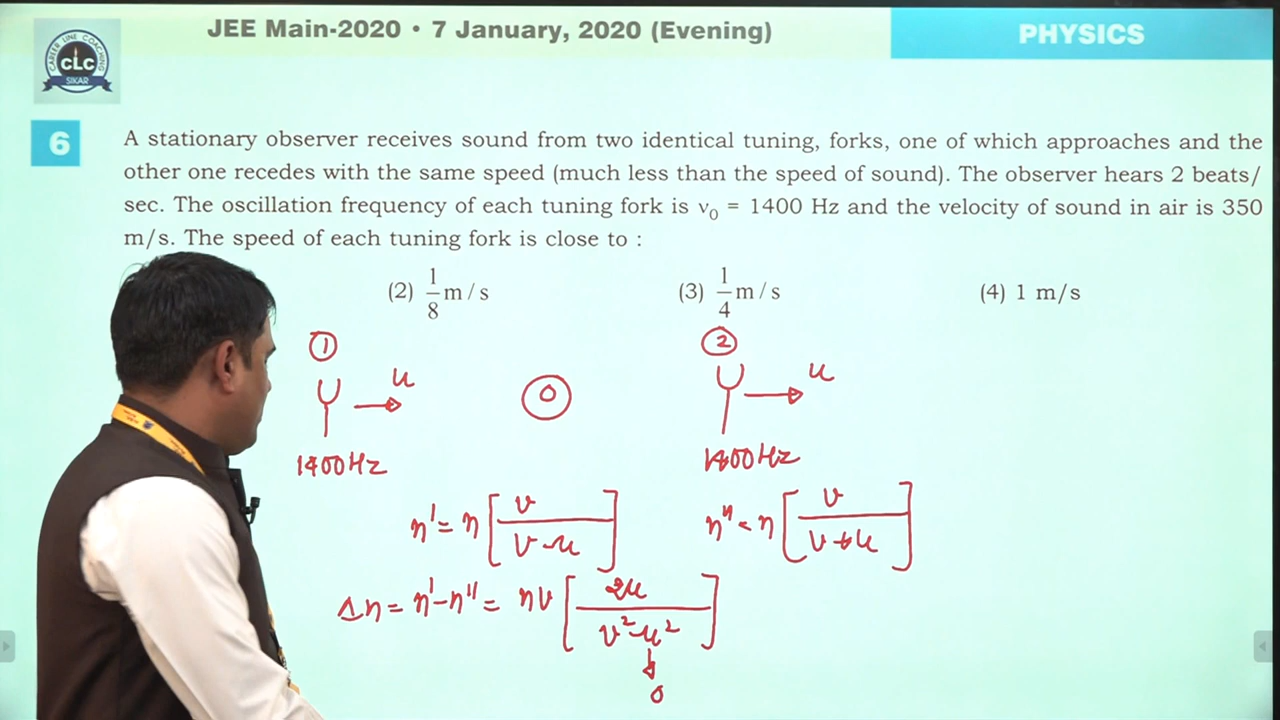 JEE Main-2020 • 7 January, 2020 (Evening)
PHYSICS
CAREER LINE COACHING
CLC
SIKAR
6
A stationary observer receives sound from two identical tuning, forks, one of which approaches and the
other one recedes with the same speed (much less than the speed of sound). The observer hears 2 beats/
sec. The oscillation frequency of each tuning fork is ν₀ = 1400 Hz and the velocity of sound in air is 350
m/s. The speed of each tuning fork is close to :
(2) 1/8 m/s (3) 1/4 m/s (4) 1 m/s
① ②
u O u
1400Hz 1400Hz
n' = n [v / (v-u)] n'' = n [v / (v+u)]
Δn = n'-n'' = nv [2u / (v²-u²)]
0